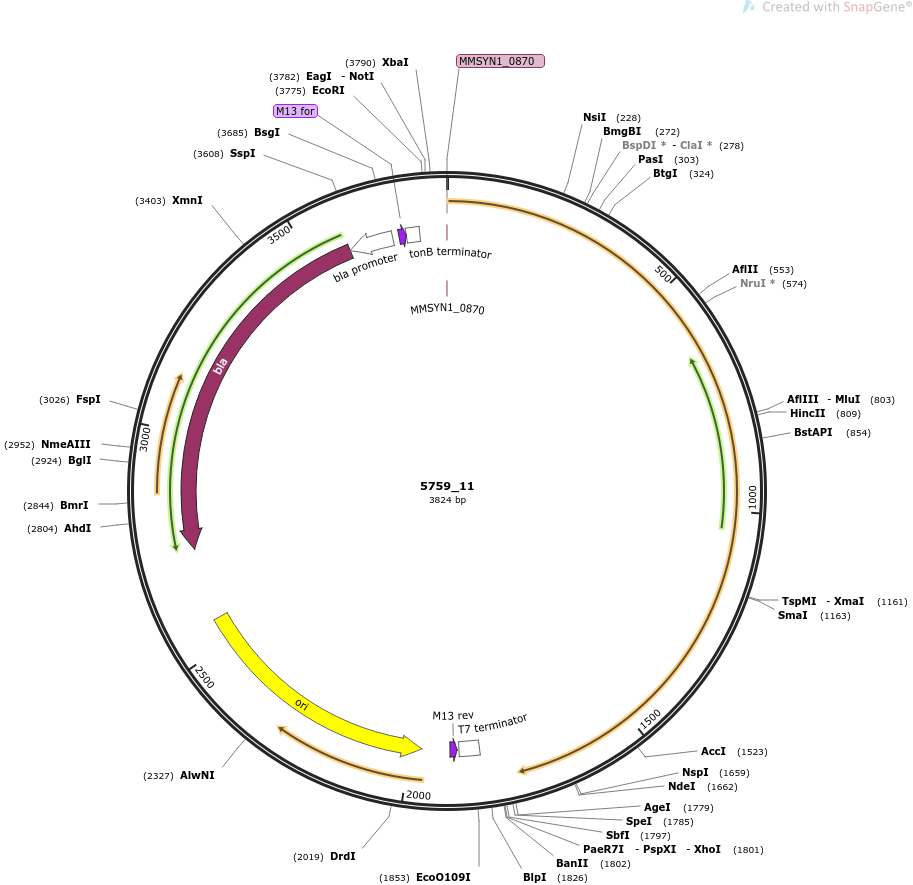 Created with SnapGene®
(3790) XbaI
MMSYN1_0870
(3782) EagI - NotI
(3775) EcoRI
M13 for
(3685) BsgI
(3608) SspI
(3403) XmnI
NsiI (228)
BmgBI (272)
BspDI * - ClaI * (278)
PasI (303)
BtgI (324)
3500
bla promoter
tonB terminator
MMSYN1_0870
500
AflII (553)
NruI * (574)
bla
(3026) FspI
3000
(2952) NmeAIII
(2924) BglI
(2844) BmrI
(2804) AhdI
AflIII - MluI (803)
HincII (809)
BstAPI (854)
5759_11
3824 bp
1000
TspMI - XmaI (1161)
SmaI (1163)
2500
ori
M13 rev
T7 terminator
1500
AccI (1523)
(2327) AlwNI
2000
NspI (1659)
NdeI (1662)
AgeI (1779)
SpeI (1785)
SbfI (1797)
PaeR7I - PspXI - XhoI (1801)
(2019) DrdI
BanII (1802)
(1853) EcoO109I
BlpI (1826)